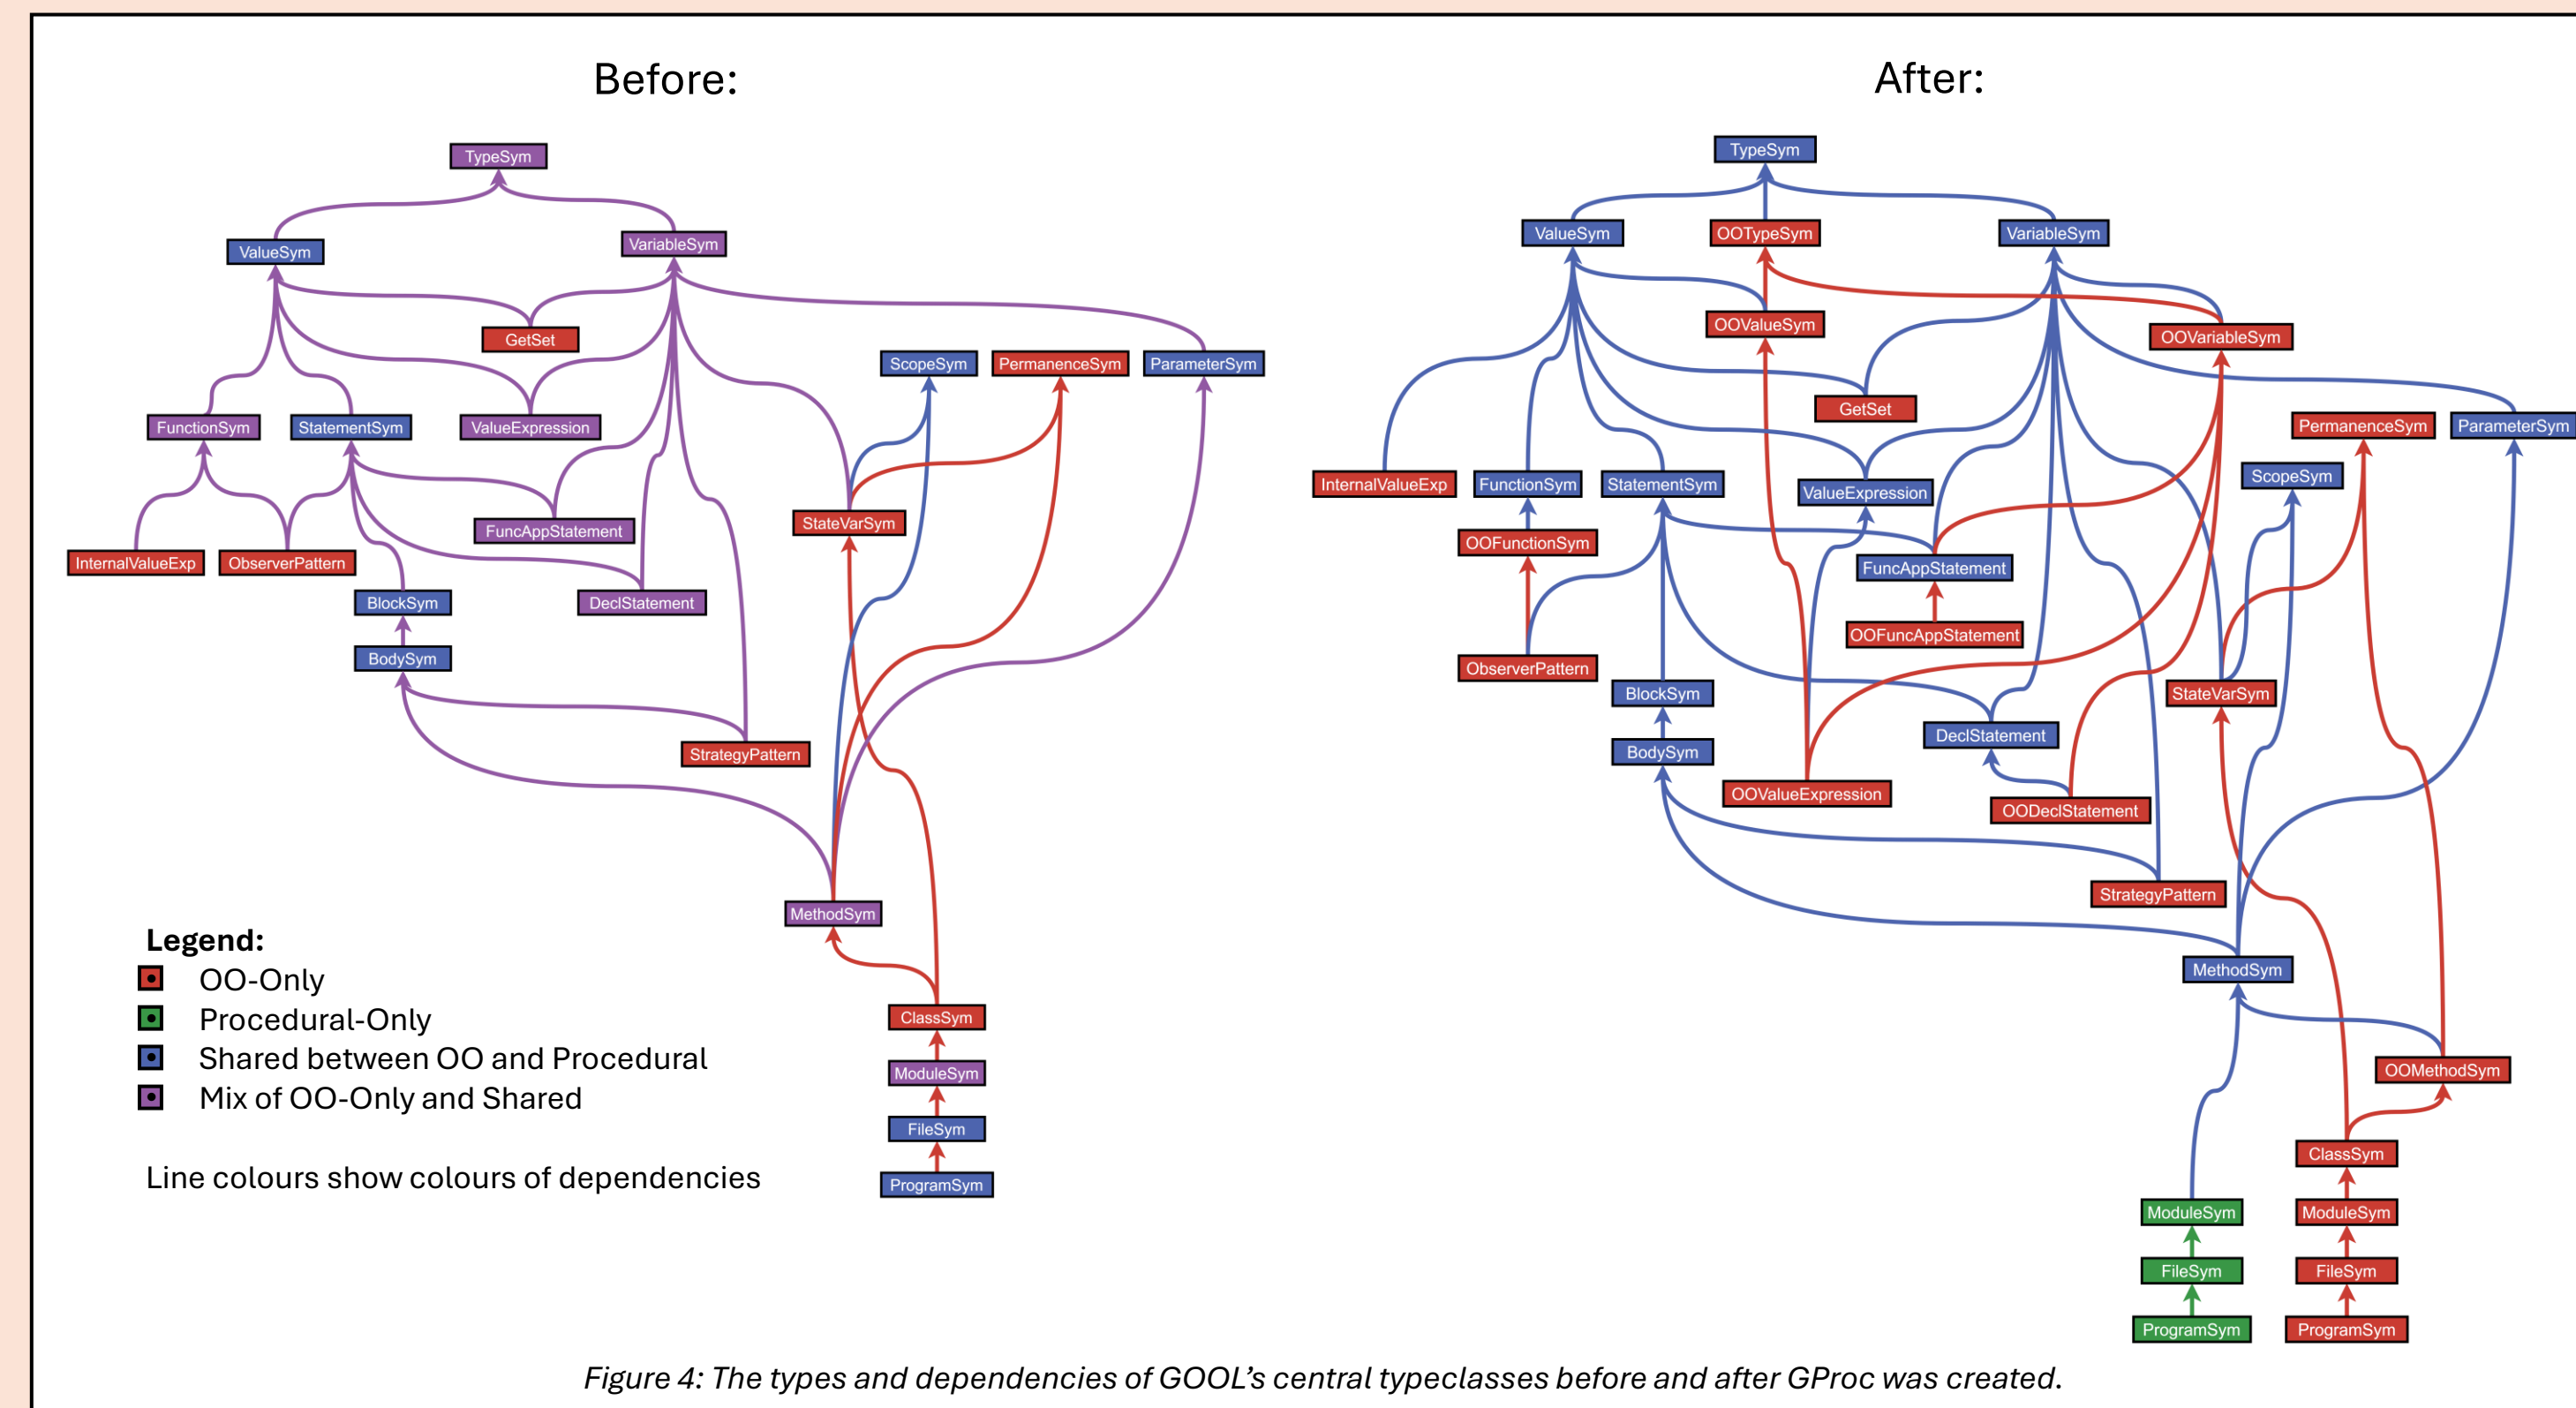 Before:
TypeSym
ValueSym
VariableSym
GetSet
ScopeSym
PermanenceSym
ParameterSym
FunctionSym
StatementSym
ValueExpression
StateVarSym
FuncAppStatement
InternalValueExp
ObserverPattern
BlockSym
DeclStatement
BodySym
StrategyPattern
MethodSym
ClassSym
ModuleSym
FileSym
ProgramSym
Legend:
OO-Only
Procedural-Only
Shared between OO and Procedural
Mix of OO-Only and Shared
Line colours show colours of dependencies
After:
TypeSym
ValueSym
OOTypeSym
VariableSym
OOValueSym
OOVariableSym
GetSet
PermanenceSym
ParameterSym
ScopeSym
InternalValueExp
FunctionSym
StatementSym
ValueExpression
OOFunctionSym
FuncAppStatement
OOFuncAppStatement
ObserverPattern
BlockSym
StateVarSym
DeclStatement
BodySym
OOValueExpression
OODeclStatement
StrategyPattern
MethodSym
OOMethodSym
ClassSym
ModuleSym
ModuleSym
FileSym
FileSym
ProgramSym
ProgramSym
Figure 4: The types and dependencies of GOOL's central typeclasses before and after GProc was created.